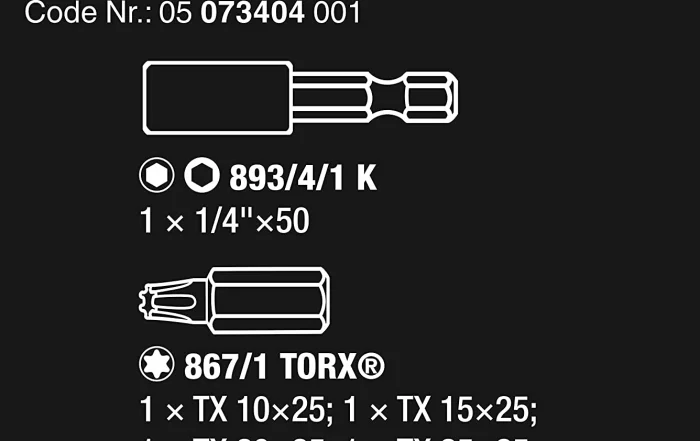 Code Nr.: 05 073404 001
893/4/1 K
1 × 1/4"×50
867/1 TORX®
1 × TX 10×25; 1 × TX 15×25;